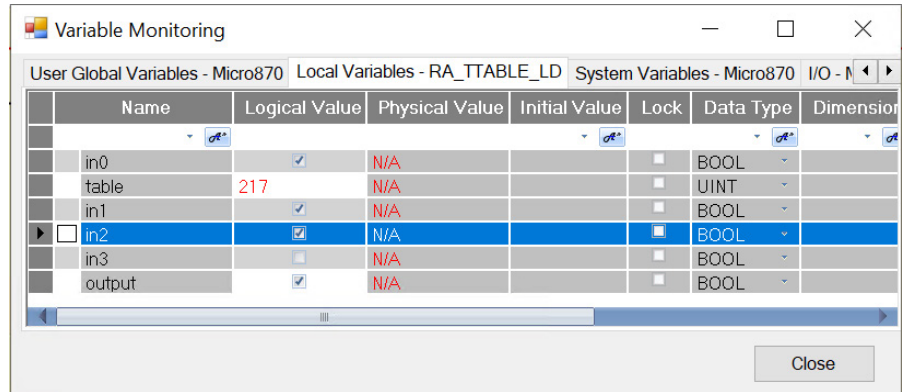 Variable Monitoring
User Global Variables - Micro870 Local Variables - RA_TTABLE_LD System Variables - Micro870 I/O - M
Name Logical Value Physical Value Initial Value Lock Data Type Dimension
in0 N/A BOOL
table 217 N/A UINT
in1 N/A BOOL
in2 N/A BOOL
in3 N/A BOOL
output N/A BOOL
Close